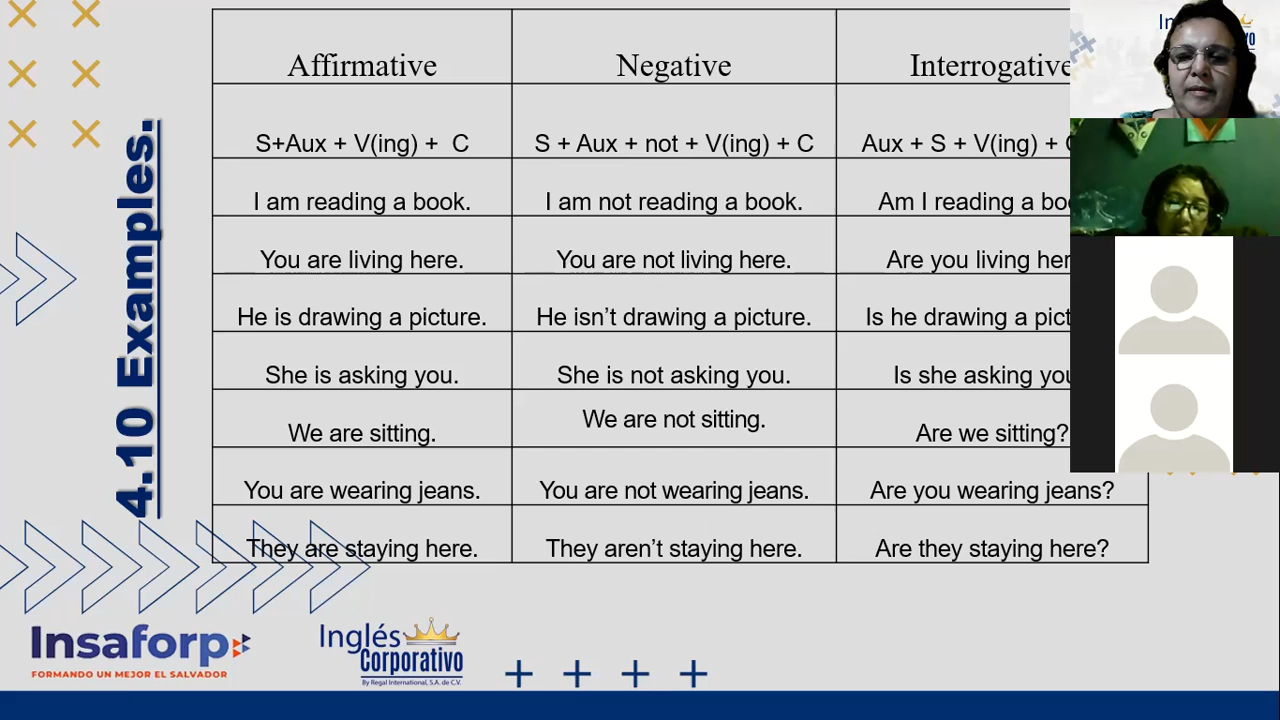 4.10 Examples.
Affirmative Negative Interrogative
S+Aux + V(ing) + C S + Aux + not + V(ing) + C Aux + S + V(ing) +
I am reading a book. I am not reading a book. Am I reading a
You are living here. You are not living here. Are you living
He is drawing a picture. He isn’t drawing a picture. Is he drawing a
She is asking you. She is not asking you. Is she asking
We are sitting. We are not sitting. Are we sitting?
You are wearing jeans. You are not wearing jeans. Are you wearing jeans?
They are staying here. They aren’t staying here. Are they staying here?
Insaforp
FORMANDO UN MEJOR EL SALVADOR
Inglés
Corporativo
By Regal International, S.A. de C.V.